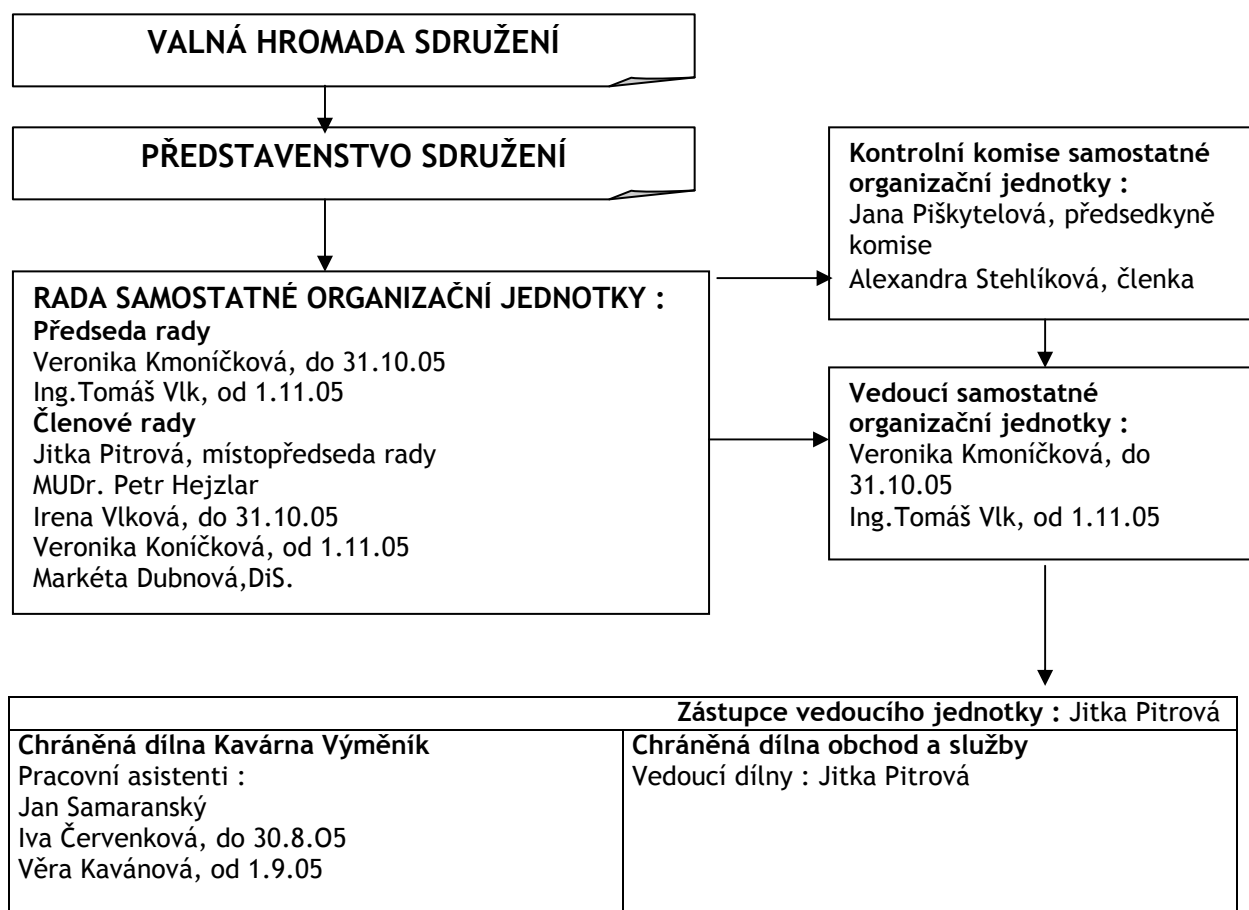 VALNÁ HROMADA SDRUŽENÍ
PŘEDSTAVENSTVO SDRUŽENÍ
Kontrolní komise samostatné
organizační jednotky :
Jana Piškytelová, předsedkyně
komise
Alexandra Stehlíková, členka
RADA SAMOSTATNÉ ORGANIZAČNÍ JEDNOTKY :
Předseda rady
Veronika Kmoníčková, do 31.10.05
Ing.Tomáš Vlk, od 1.11.05
Členové rady
Jitka Pitrová, místopředseda rady
MUDr. Petr Hejzlar
Irena Vlková, do 31.10.05
Veronika Koníčková, od 1.11.05
Markéta Dubnová,DiS.
Vedoucí samostatné
organizační jednotky :
Veronika Kmoníčková, do
31.10.05
Ing.Tomáš Vlk, od 1.11.05
Zástupce vedoucího jednotky : Jitka Pitrová
Chráněná dílna Kavárna Výměník
Pracovní asistenti :
Jan Samaranský
Iva Červenková, do 30.8.O5
Věra Kavánová, od 1.9.05
Chráněná dílna obchod a služby
Vedoucí dílny : Jitka Pitrová